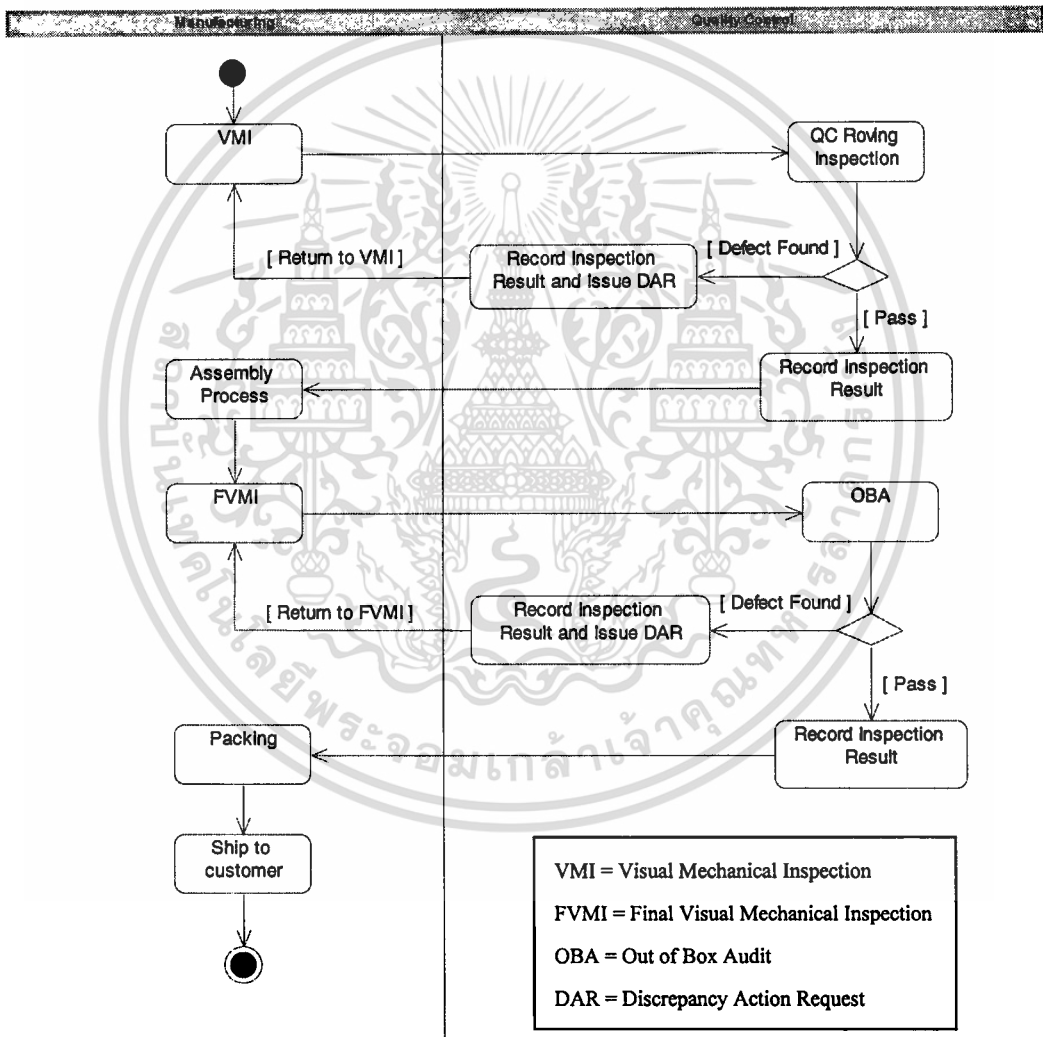 Manufacturing
Quality Control
VMI
QC Roving
Inspection
[ Defect Found ]
Record Inspection
Result and Issue DAR
[ Return to VMI ]
[ Pass ]
Record Inspection
Result
Assembly
Process
FVMI
OBA
[ Defect Found ]
Record Inspection
Result and Issue DAR
[ Return to FVMI ]
[ Pass ]
Record Inspection
Result
Packing
Ship to
customer
VMI = Visual Mechanical Inspection
FVMI = Final Visual Mechanical Inspection
OBA = Out of Box Audit
DAR = Discrepancy Action Request